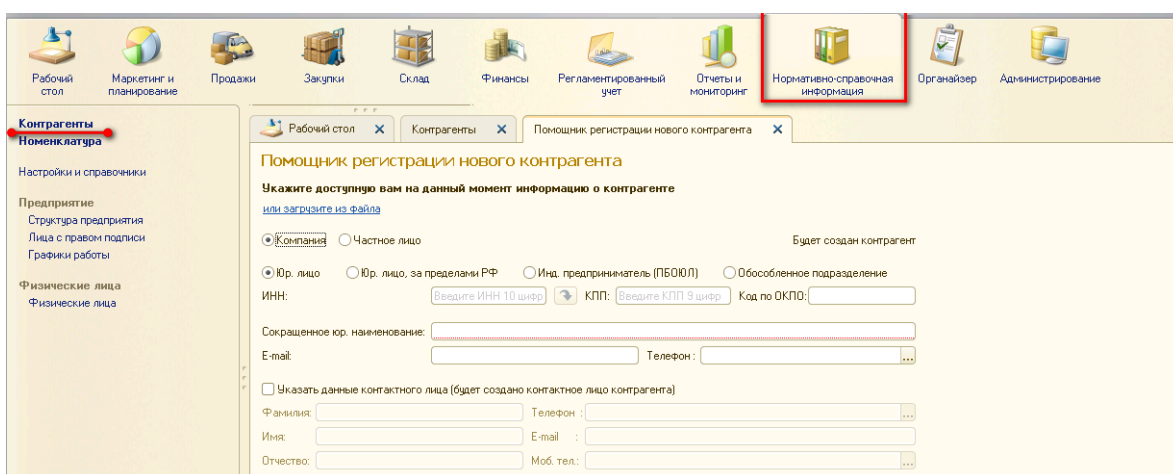 Рабочий стол
Маркетинг и планирование
Продажи
Закупки
Склад
Финансы
Регламентированный учет
Отчеты и мониторинг
Нормативно-справочная информация
Органайзер
Администрирование
Контрагенты
Номенклатура
Настройки и справочники
Предприятие
Структура предприятия
Лица с правом подписи
Графики работы
Физические лица
Физические лица
Рабочий стол
Контрагенты
Помощник регистрации нового контрагента
Помощник регистрации нового контрагента
Укажите доступную вам на данный момент информацию о контрагенте
или загрузите из файла
Компания Частное лицо Будет создан контрагент
Юр. лицо Юр. лицо, за пределами РФ Инд. предприниматель (ПБОЮЛ) Обособленное подразделение
ИНН: Введите ИНН 10 цифр КПП: Введите КПП 9 цифр Код по ОКПО:
Сокращенное юр. наименование:
E-mail: Телефон :
Указать данные контактного лица (будет создано контактное лицо контрагента)
Фамилия: Телефон :
Имя: E-mail :
Отчество: Моб. тел.: